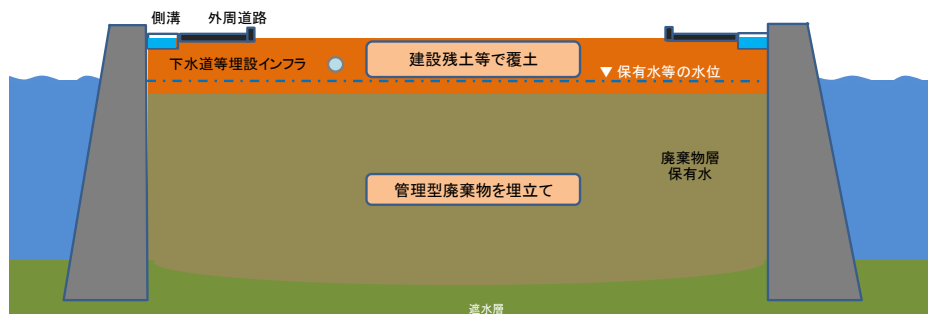 側溝 外周道路
建設残土等で覆土
下水道等埋設インフラ
▼ 保有水等の水位
廃棄物層
保有水
管理型廃棄物を埋立て
遮水層